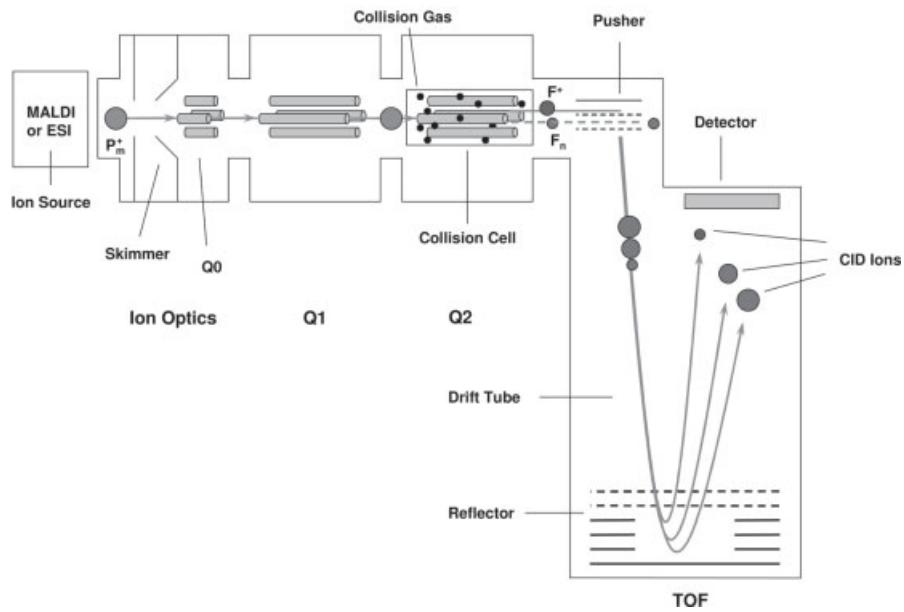 Collision Gas
Pusher
MALDI
or ESI
P+m
F+
Fn
Detector
Ion Source
Skimmer
Q0
Collision Cell
CID Ions
Ion Optics
Q1
Q2
Drift Tube
Reflector
TOF